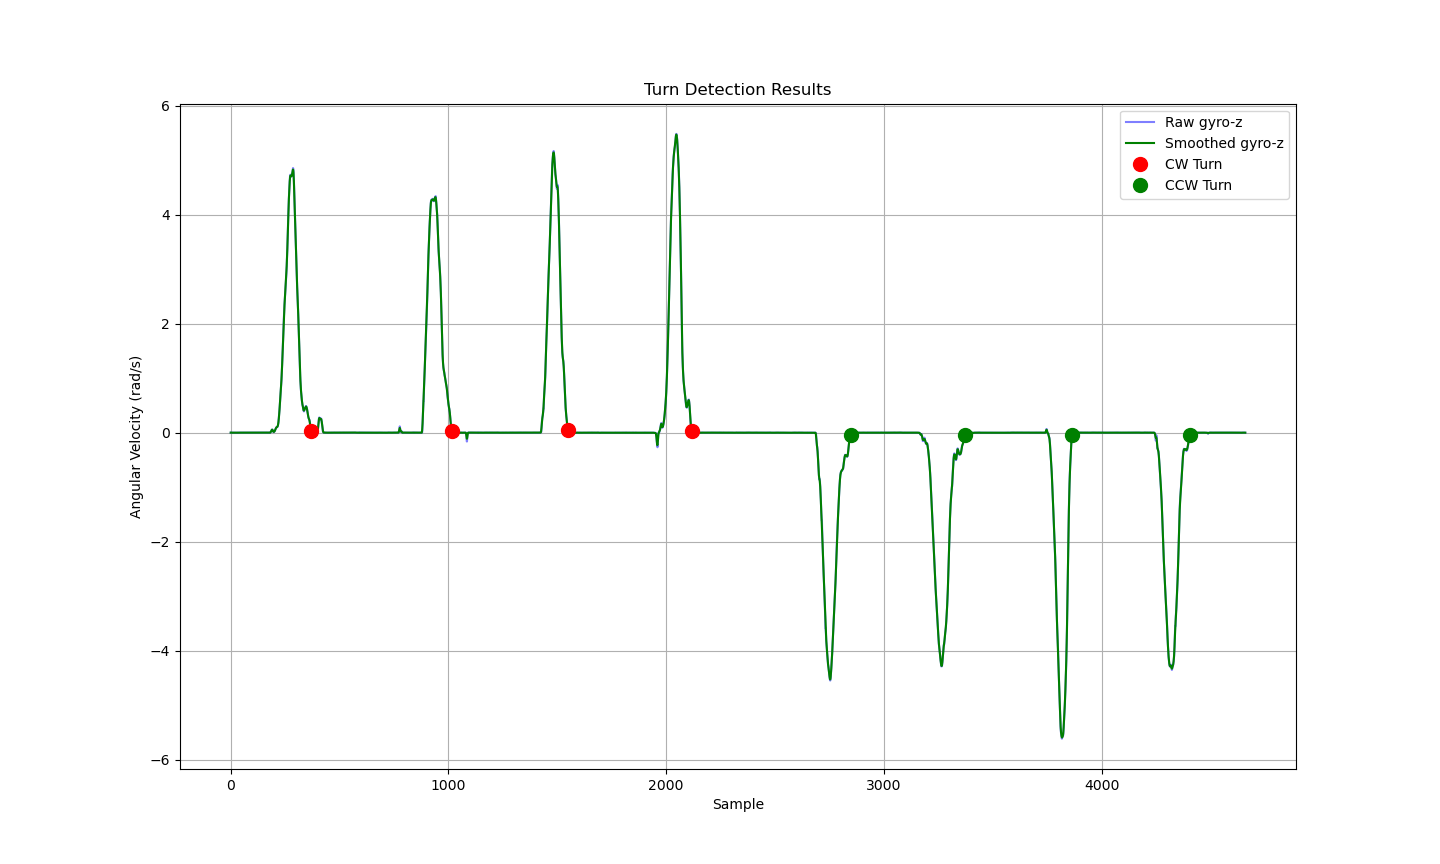 Turn Detection Results
6
4
2
0
−2
−4
−6
Angular Velocity (rad/s)
Raw gyro-z
Smoothed gyro-z
CW Turn
CCW Turn
0 1000 2000 3000 4000
Sample